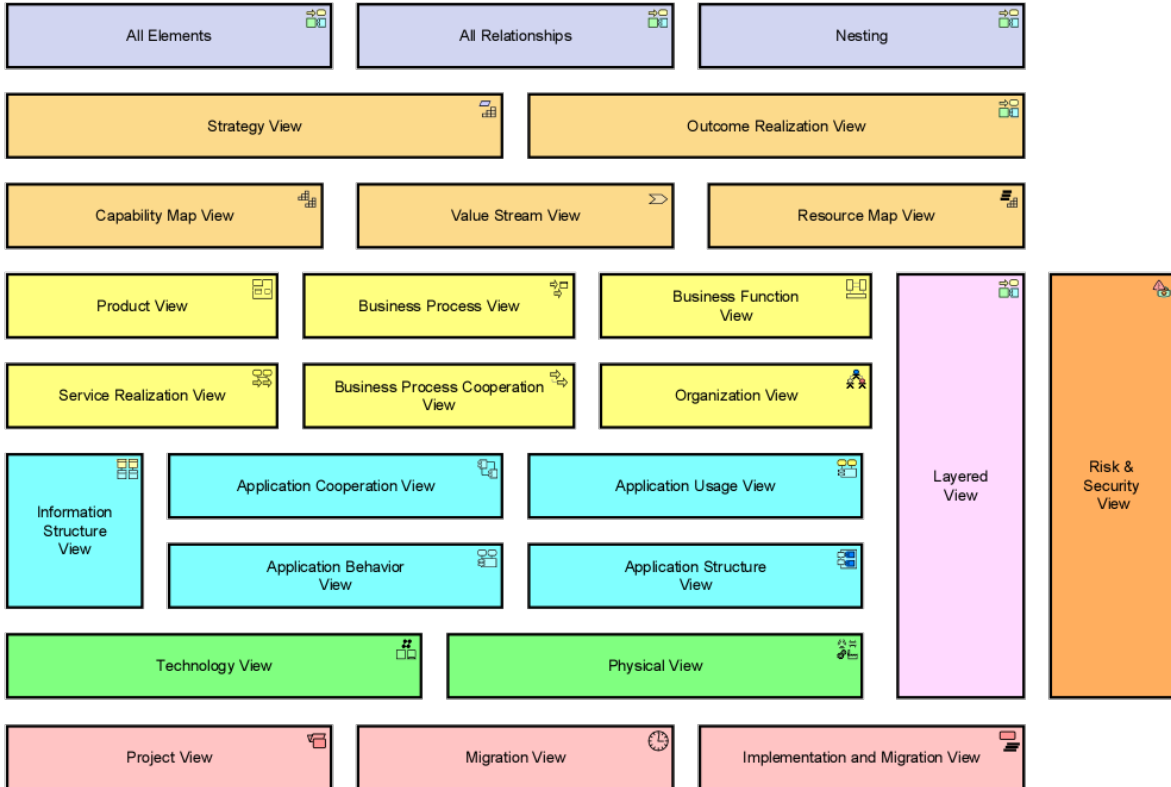 All Elements
All Relationships
Nesting
Strategy View
Outcome Realization View
Capability Map View
Value Stream View
Resource Map View
Product View
Business Process View
Business Function
View
Service Realization View
Business Process Cooperation
View
Organization View
Layered
View
Risk &
Security
View
Information
Structure
View
Application Cooperation View
Application Usage View
Application Behavior
View
Application Structure
View
Technology View
Physical View
Project View
Migration View
Implementation and Migration View